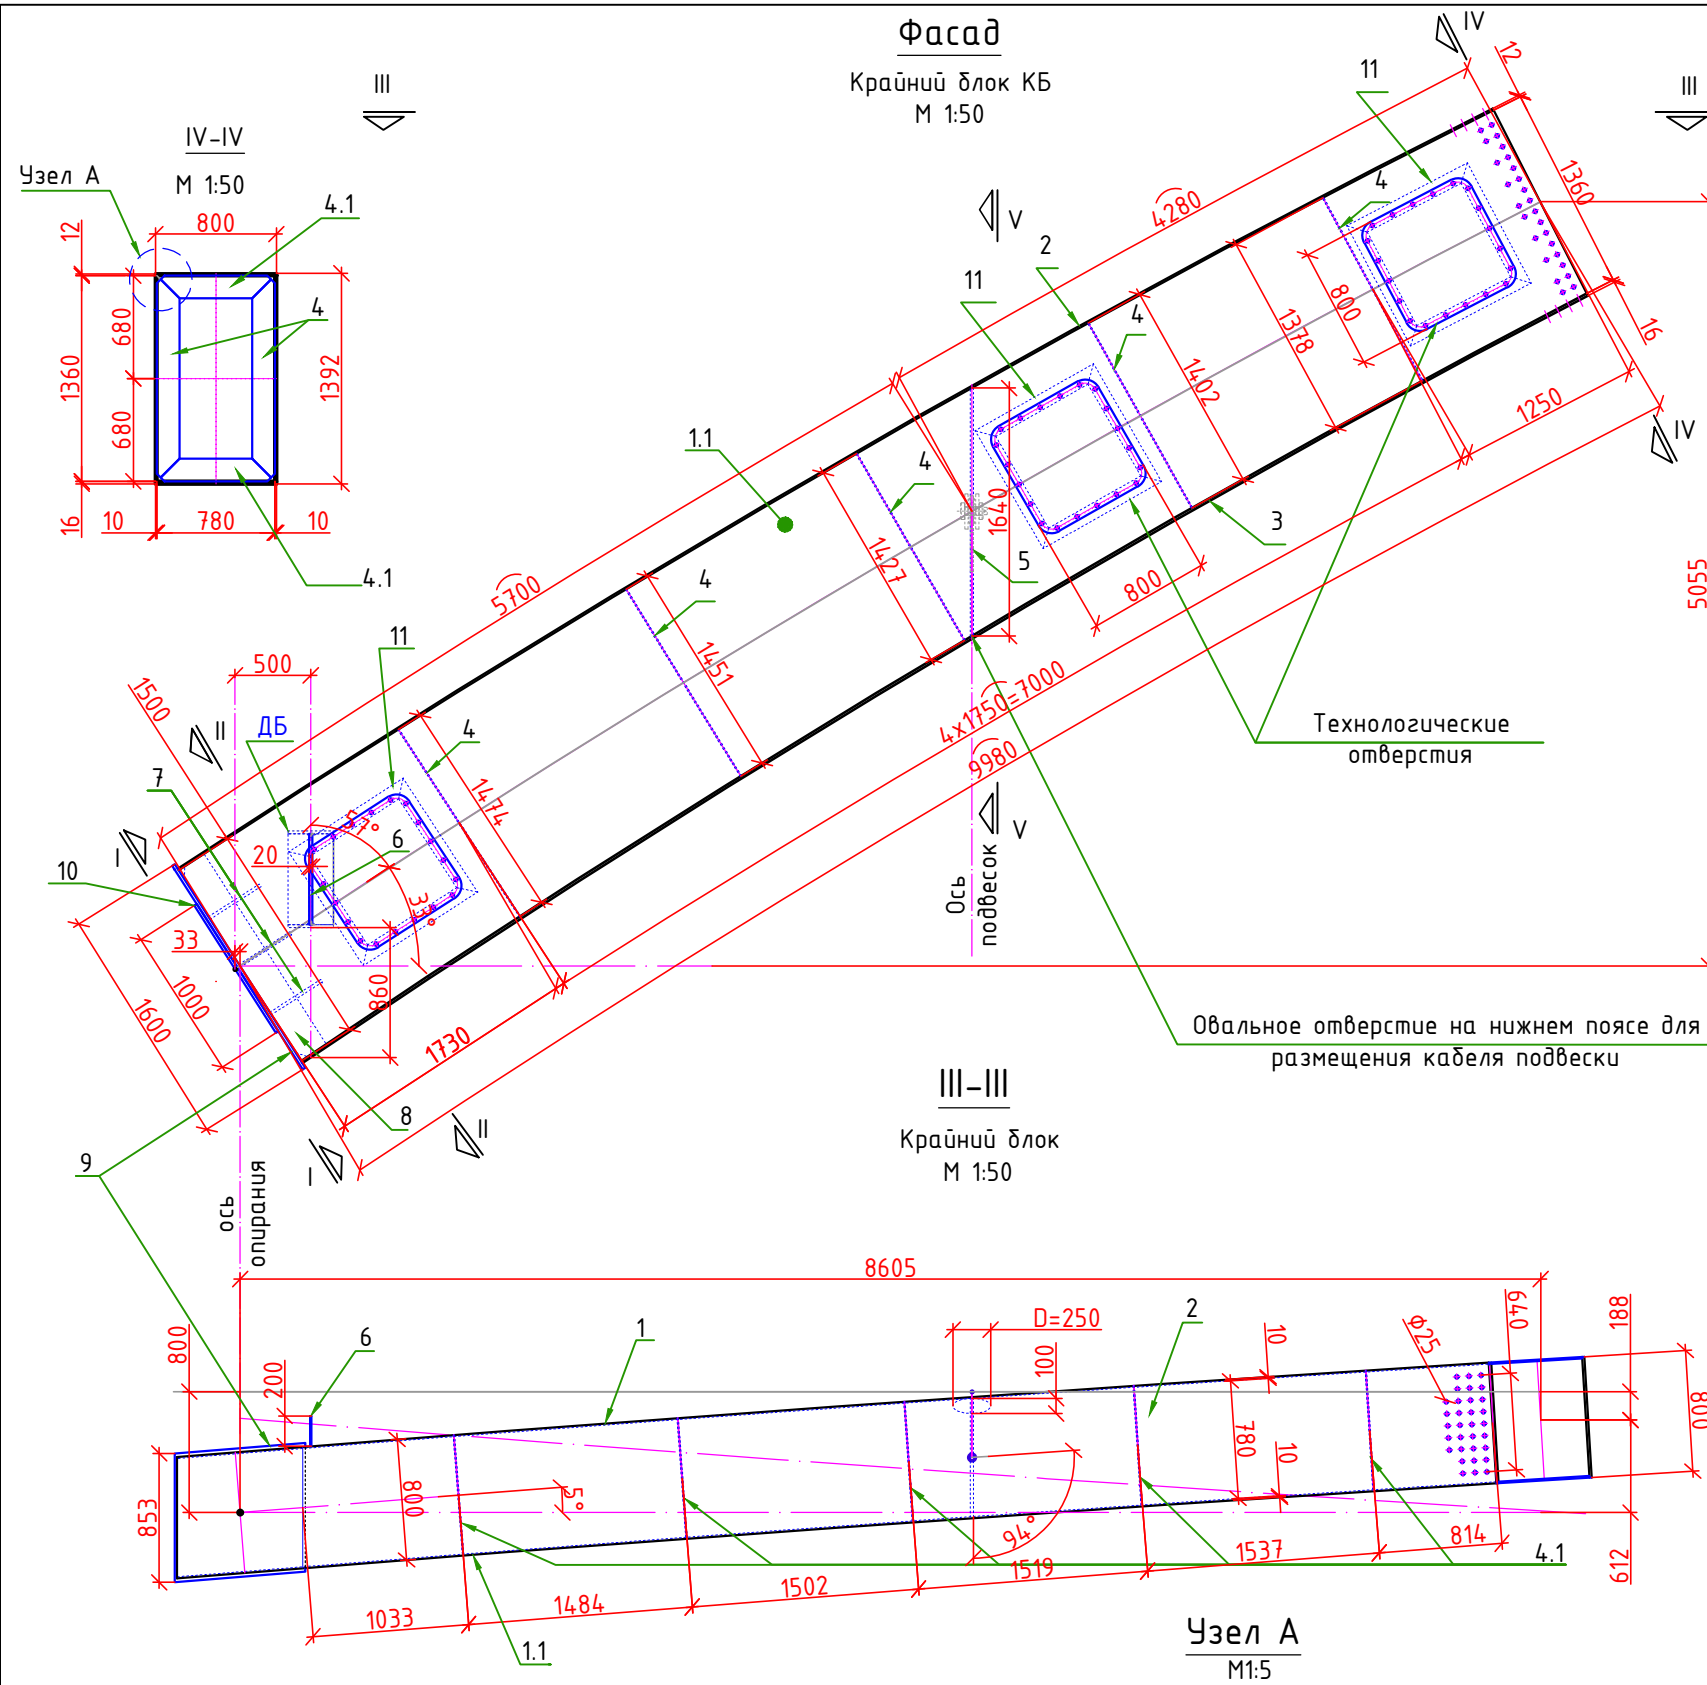 Фасад
Крайний блок КБ
М 1:50
III
III
IV-IV
М 1:50
Узел А
4.1
800
12
680
4
1360
1392
680
16
10
780
10
4.1
IV
12
11
4
1360
4280
V
2
11
4
800
1378
16
1402
1250
IV
1.1
4
1640
3
1427
5
800
5700
4
1451
5055
11
500
1500
II
ДБ
4
7
1474
57°
6
20
33°
I
10
33
1000
1600
860
1730
4x1750=7000
9980
V
Ось
подвесок
Технологические
отверстия
Овальное отверстие на нижнем поясе для
размещения кабеля подвески
8
II
I
9
ось
опирания
III-III
Крайний блок
М 1:50
8605
800
200
6
1
D=250
100
2
10
ϕ25
640
188
800
853
800
5°
94°
780
10
612
1033
1484
1502
1519
1537
814
4.1
1.1
Узел А
М1:5